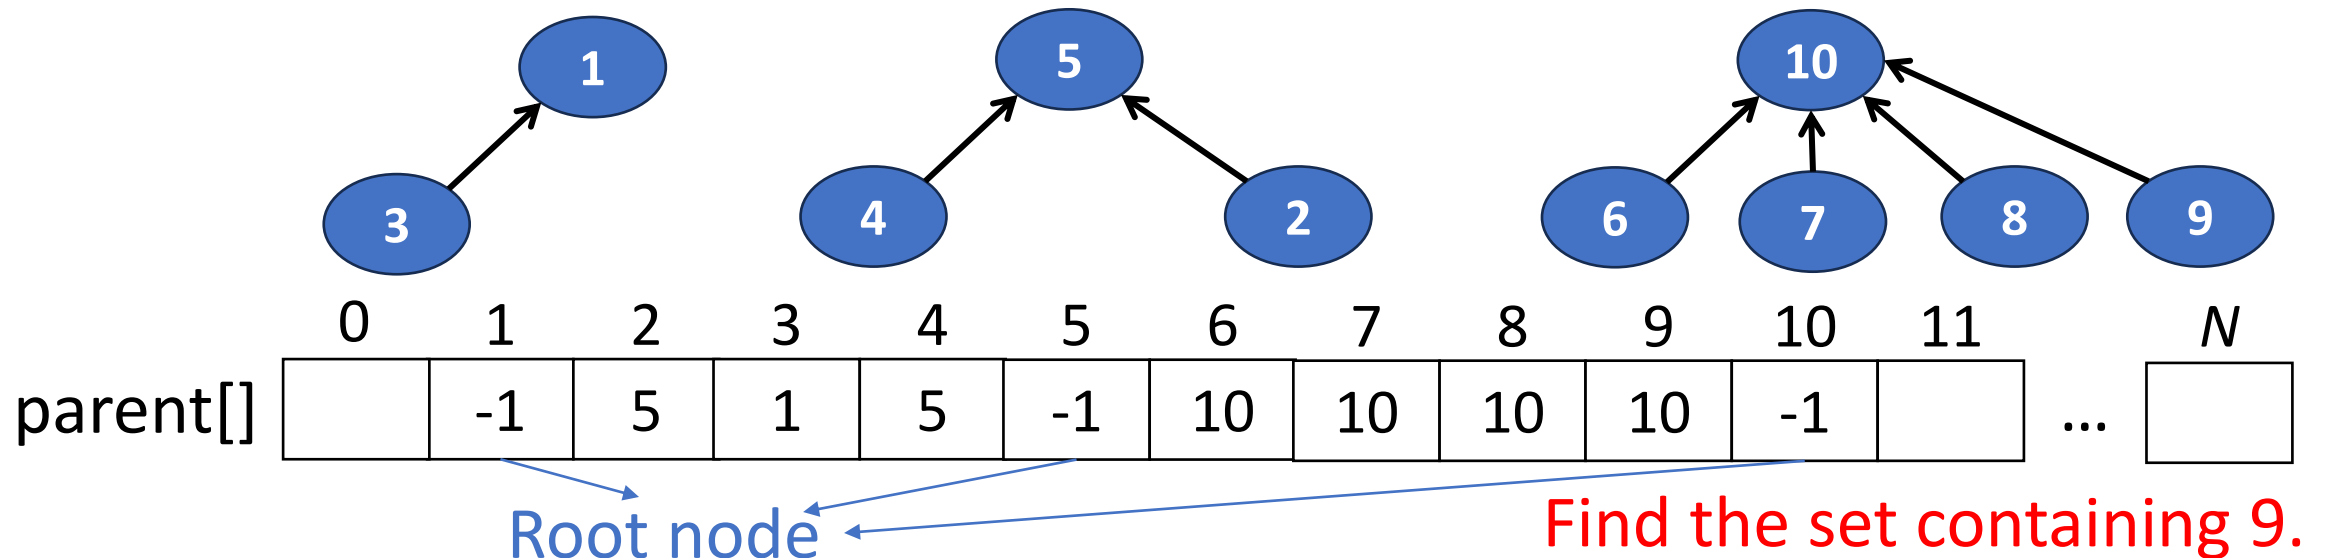 1 5 10
3 4 2 6 7 8 9
0 1 2 3 4 5 6 7 8 9 10 11 N
parent[] -1 5 1 5 -1 10 10 10 10 -1 ...
Root node
Find the set containing 9.